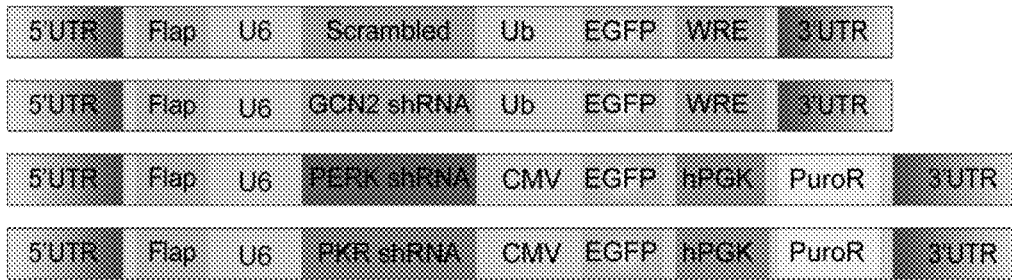 5'UTR Flap U6 Scrambled Ub EGFP WRE 3'UTR
5'UTR Flap U6 GCN2 shRNA Ub EGFP WRE 3'UTR
5'UTR Flap U6 PERK shRNA CMV EGFP hPGK PuroR 3'UTR
5'UTR Flap U6 PKR shRNA CMV EGFP hPGK PuroR 3'UTR